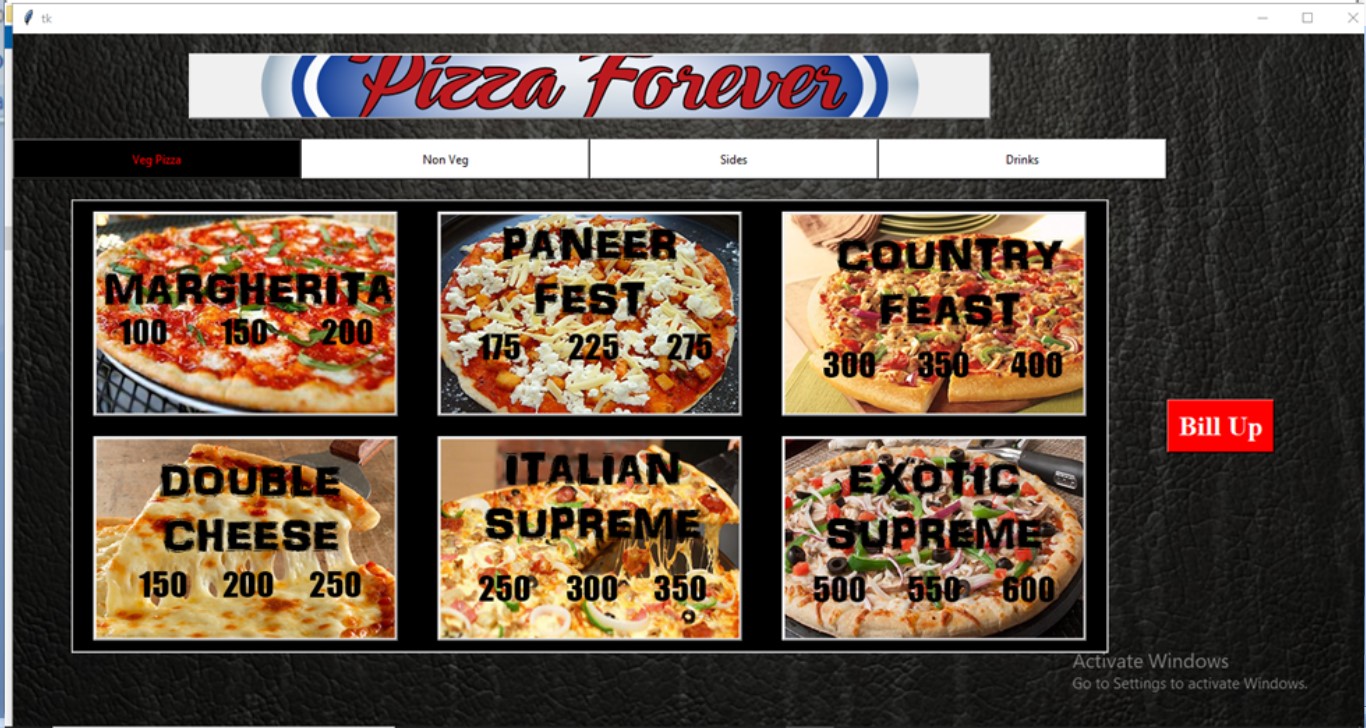 tk
Pizza Forever
Veg Pizza Non Veg Sides Drinks
MARGHERITA
100 150 200
PANEER
FEST
175 225 275
COUNTRY
FEAST
300 350 400
DOUBLE
CHEESE
150 200 250
ITALIAN
SUPREME
250 300 350
EXOTIC
SUPREME
500 550 600
Bill Up
Activate Windows
Go to Settings to activate Windows.